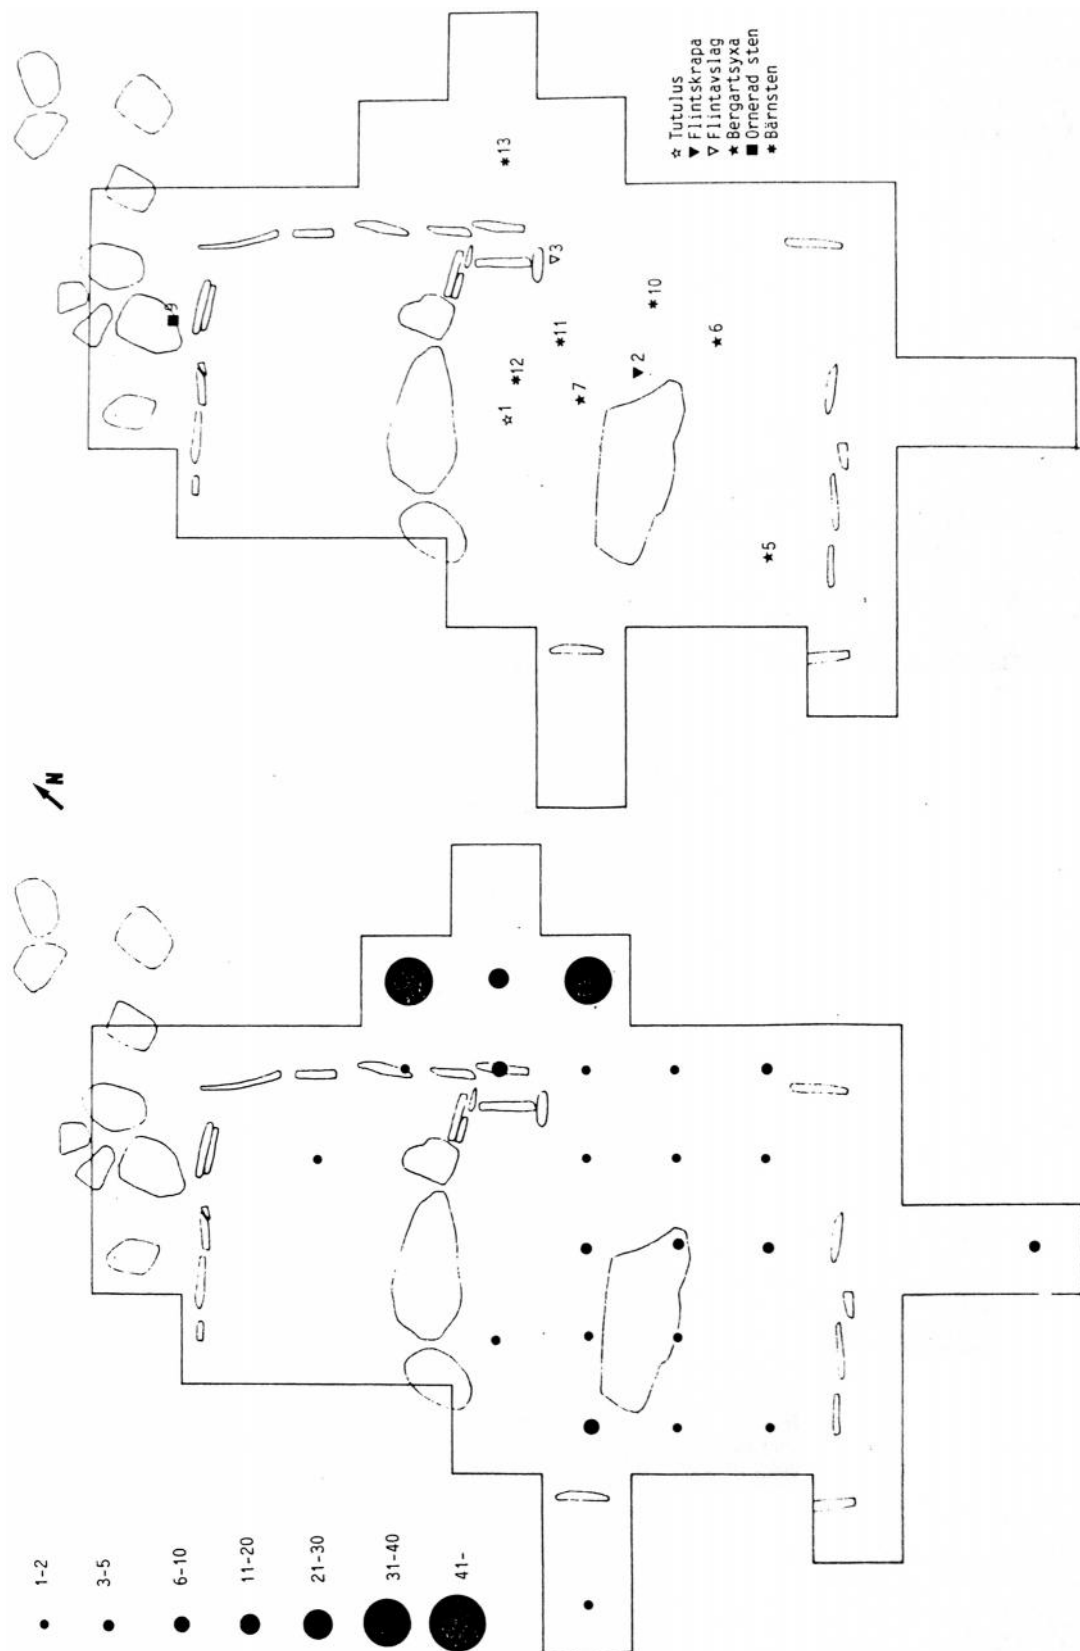 ☆ Tutulus
▼ Flintskrapa
▽ Flintavslag
★ Bergartsyxa
■ Ornerad sten
✱ Bärnsten
9
✱13
▽3
✱10
✱11
★6
✱12
▼2
★7
☆1
★5
N
1-2
3-5
6-10
11-20
21-30
31-40
41-